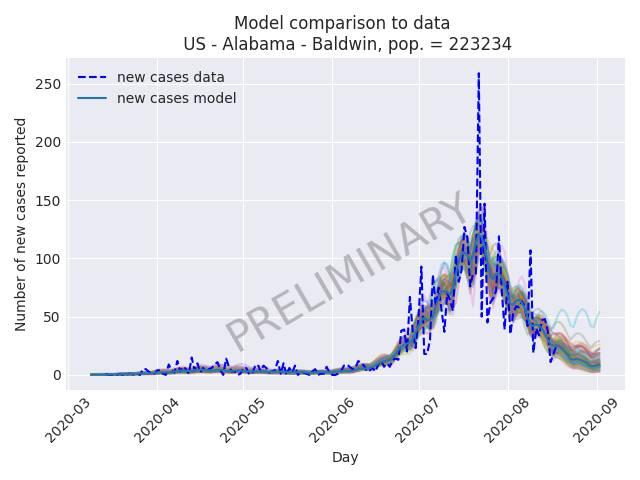 Model comparison to data
US - Alabama - Baldwin, pop. = 223234
new cases data
new cases model
PRELIMINARY
Number of new cases reported
250
200
150
100
50
0
2020-03
2020-04
2020-05
2020-06
2020-07
2020-08
2020-09
Day